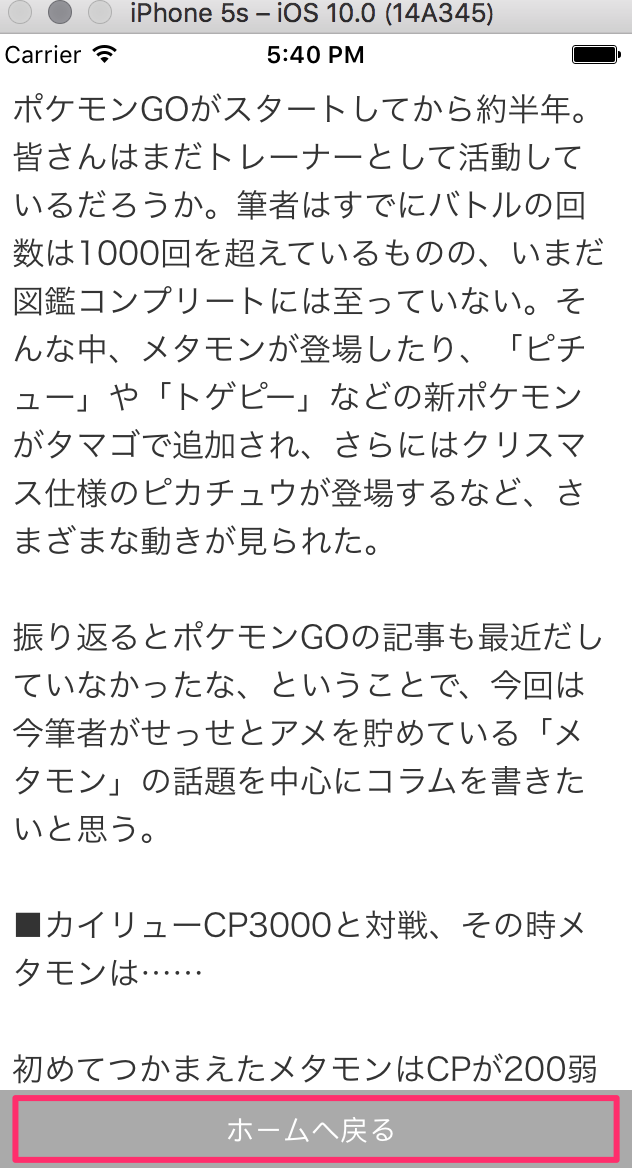 iPhone 5s – iOS 10.0 (14A345)
Carrier 5:40 PM
ポケモンGOがスタートしてから約半年。
皆さんはまだトレーナーとして活動して
いるだろうか。筆者はすでにバトルの回
数は1000回を超えているものの、いまだ
図鑑コンプリートには至っていない。そ
んな中、メタモンが登場したり、「ピチ
ュー」や「トゲピー」などの新ポケモン
がタマゴで追加され、さらにはクリスマ
ス仕様のピカチュウが登場するなど、さ
まざまな動きが見られた。
振り返るとポケモンGOの記事も最近だし
ていなかったな、ということで、今回は
今筆者がせっせとアメを貯めている「メ
タモン」の話題を中心にコラムを書きた
いと思う。
■カイリューCP3000と対戦、その時メ
タモンは……
初めてつかまえたメタモンはCPが200弱
ホームへ戻る